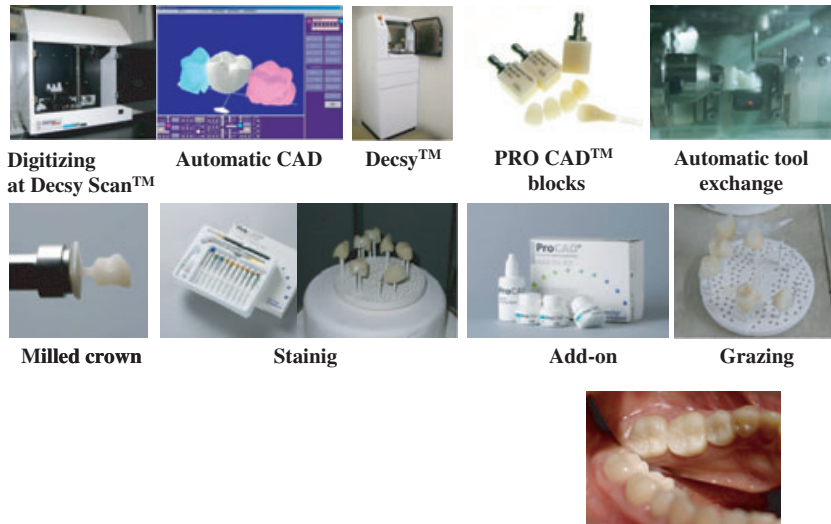 Digitizing
at Decsy Scan™
Automatic CAD
Decsy™
PRO CAD™
blocks
Automatic tool
exchange
ProCAD®
Milled crown
Stainig
Add-on
Grazing